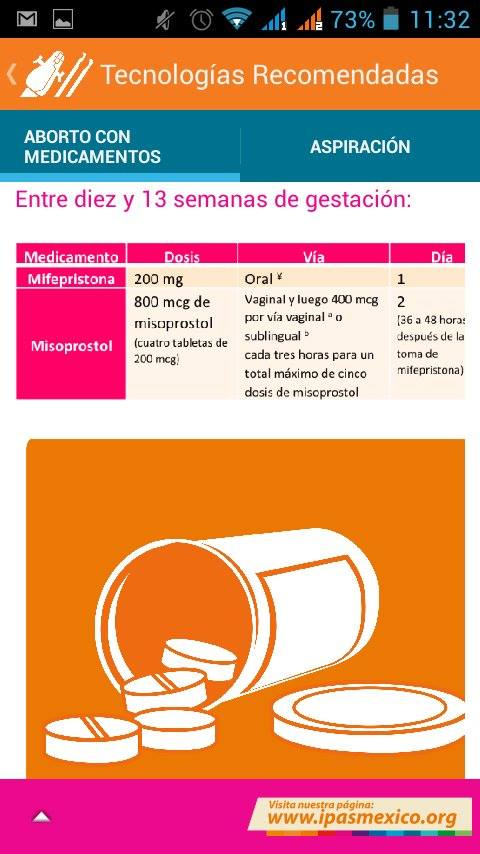 73% 11:32
Tecnologías Recomendadas
ABORTO CON
MEDICAMENTOS
ASPIRACIÓN
Entre diez y 13 semanas de gestación:
Medicamento Dosis Vía Día
Mifepristona 200 mg Oral ¥ 1
Misoprostol
800 mcg de
misoprostol
(cuatro tabletas de
200 mcg)
Vaginal y luego 400 mcg
por vía vaginal ª o
sublingual ᵇ
cada tres horas para un
total máximo de cinco
dosis de misoprostol
2
(36 a 48 horas
después de la
toma de
mifepristona)
Visita nuestra página:
www.ipasmexico.org